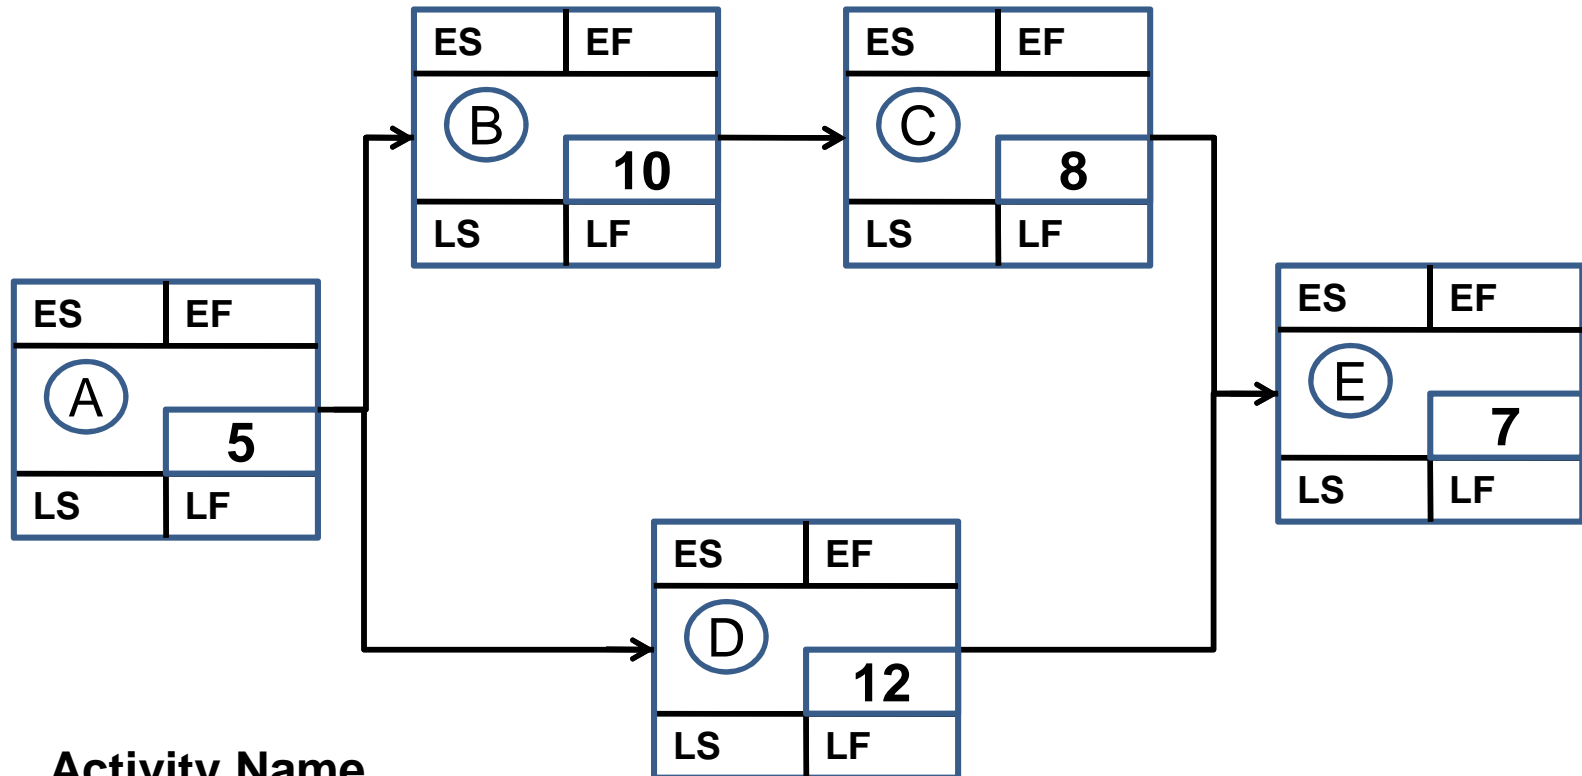 ES EF
B
10
LS LF
ES EF
C
8
LS LF
ES EF
A
5
LS LF
ES EF
E
7
LS LF
ES EF
D
12
LS LF
Activity Name